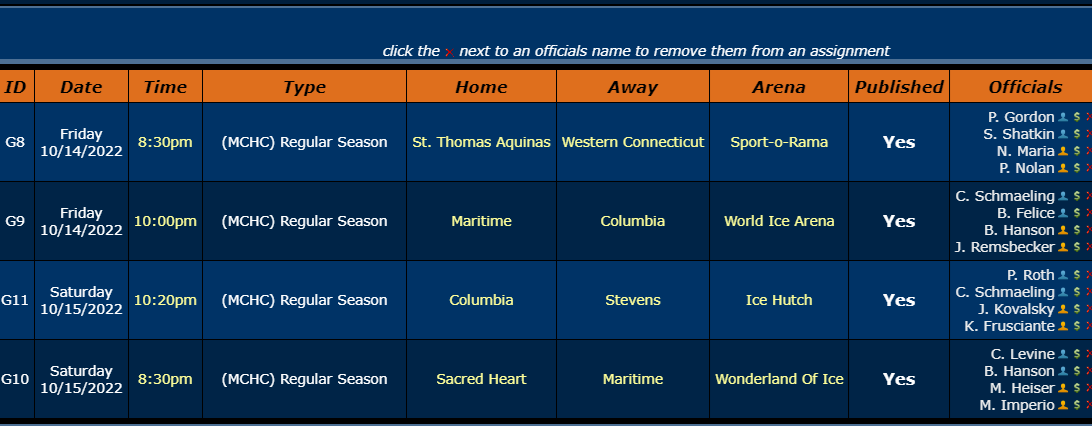 click the × next to an officials name to remove them from an assignment
ID Date Time Type Home Away Arena Published Officials
G8 Friday 10/14/2022 8:30pm (MCHC) Regular Season St. Thomas Aquinas Western Connecticut Sport-o-Rama Yes P. Gordon $ ×
S. Shatkin $ ×
N. Maria $ ×
P. Nolan $ ×
G9 Friday 10/14/2022 10:00pm (MCHC) Regular Season Maritime Columbia World Ice Arena Yes C. Schmaeling $ ×
B. Felice $ ×
B. Hanson $ ×
J. Remsbecker $ ×
G11 Saturday 10/15/2022 10:20pm (MCHC) Regular Season Columbia Stevens Ice Hutch Yes P. Roth $ ×
C. Schmaeling $ ×
J. Kovalsky $ ×
K. Frusciante $ ×
G10 Saturday 10/15/2022 8:30pm (MCHC) Regular Season Sacred Heart Maritime Wonderland Of Ice Yes C. Levine $ ×
B. Hanson $ ×
M. Heiser $ ×
M. Imperio $ ×